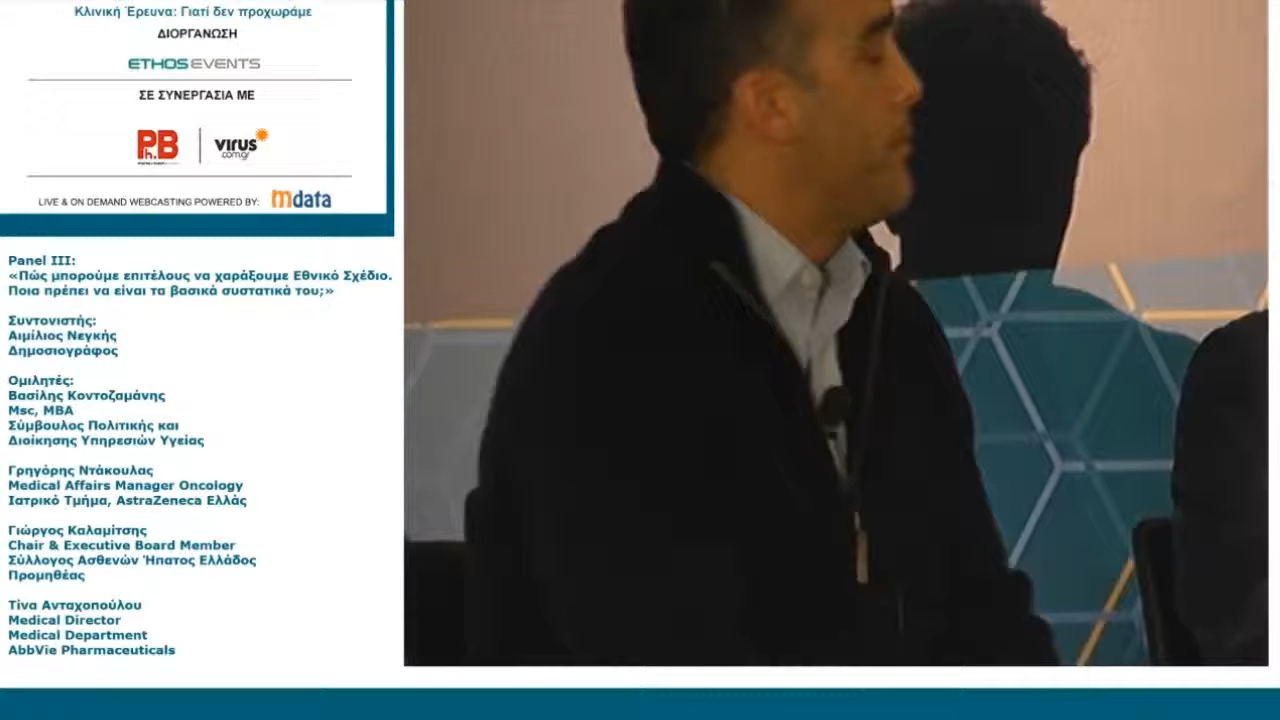 Κλινική Έρευνα: Γιατί δεν προχωράμε
ΔΙΟΡΓΑΝΩΣΗ
ETHOSEVENTS
ΣΕ ΣΥΝΕΡΓΑΣΙΑ ΜΕ
Ph.B
VIRUS
.com.gr
LIVE & ON DEMAND WEBCASTING POWERED BY: mdata
Panel III:
«Πώς μπορούμε επιτέλους να χαράξουμε Εθνικό Σχέδιο.
Ποια πρέπει να είναι τα βασικά συστατικά του;»
Συντονιστής:
Αιμίλιος Νεγκής
Δημοσιογράφος
Ομιλητές:
Βασίλης Κοντοζαμάνης
Msc, MBA
Σύμβουλος Πολιτικής και
Διοίκησης Υπηρεσιών Υγείας
Γρηγόρης Ντάκουλας
Medical Affairs Manager Oncology
Ιατρικό Τμήμα, AstraZeneca Ελλάς
Γιώργος Καλαμίτσης
Chair & Executive Board Member
Σύλλογος Ασθενών Ήπατος Ελλάδος
Προμηθέας
Τίνα Ανταχοπούλου
Medical Director
Medical Department
AbbVie Pharmaceuticals